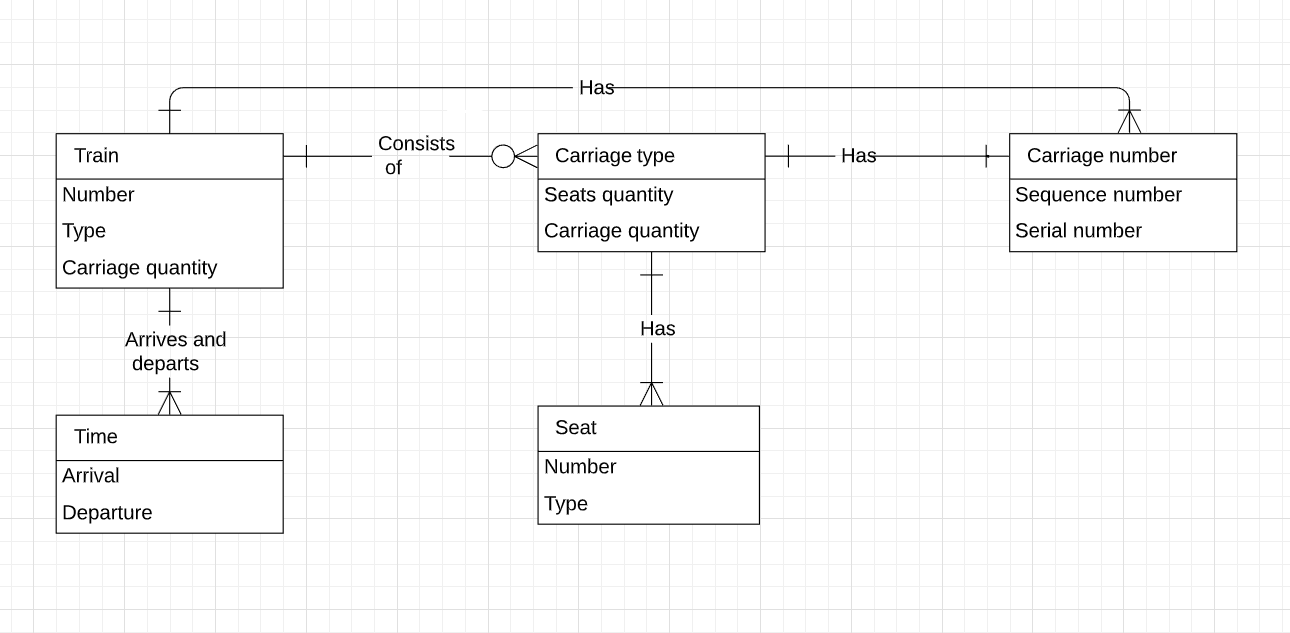 Has
Train
Number
Type
Carriage quantity
Consists
of
Carriage type
Seats quantity
Carriage quantity
Has
Carriage number
Sequence number
Serial number
Arrives and
departs
Has
Time
Arrival
Departure
Seat
Number
Type